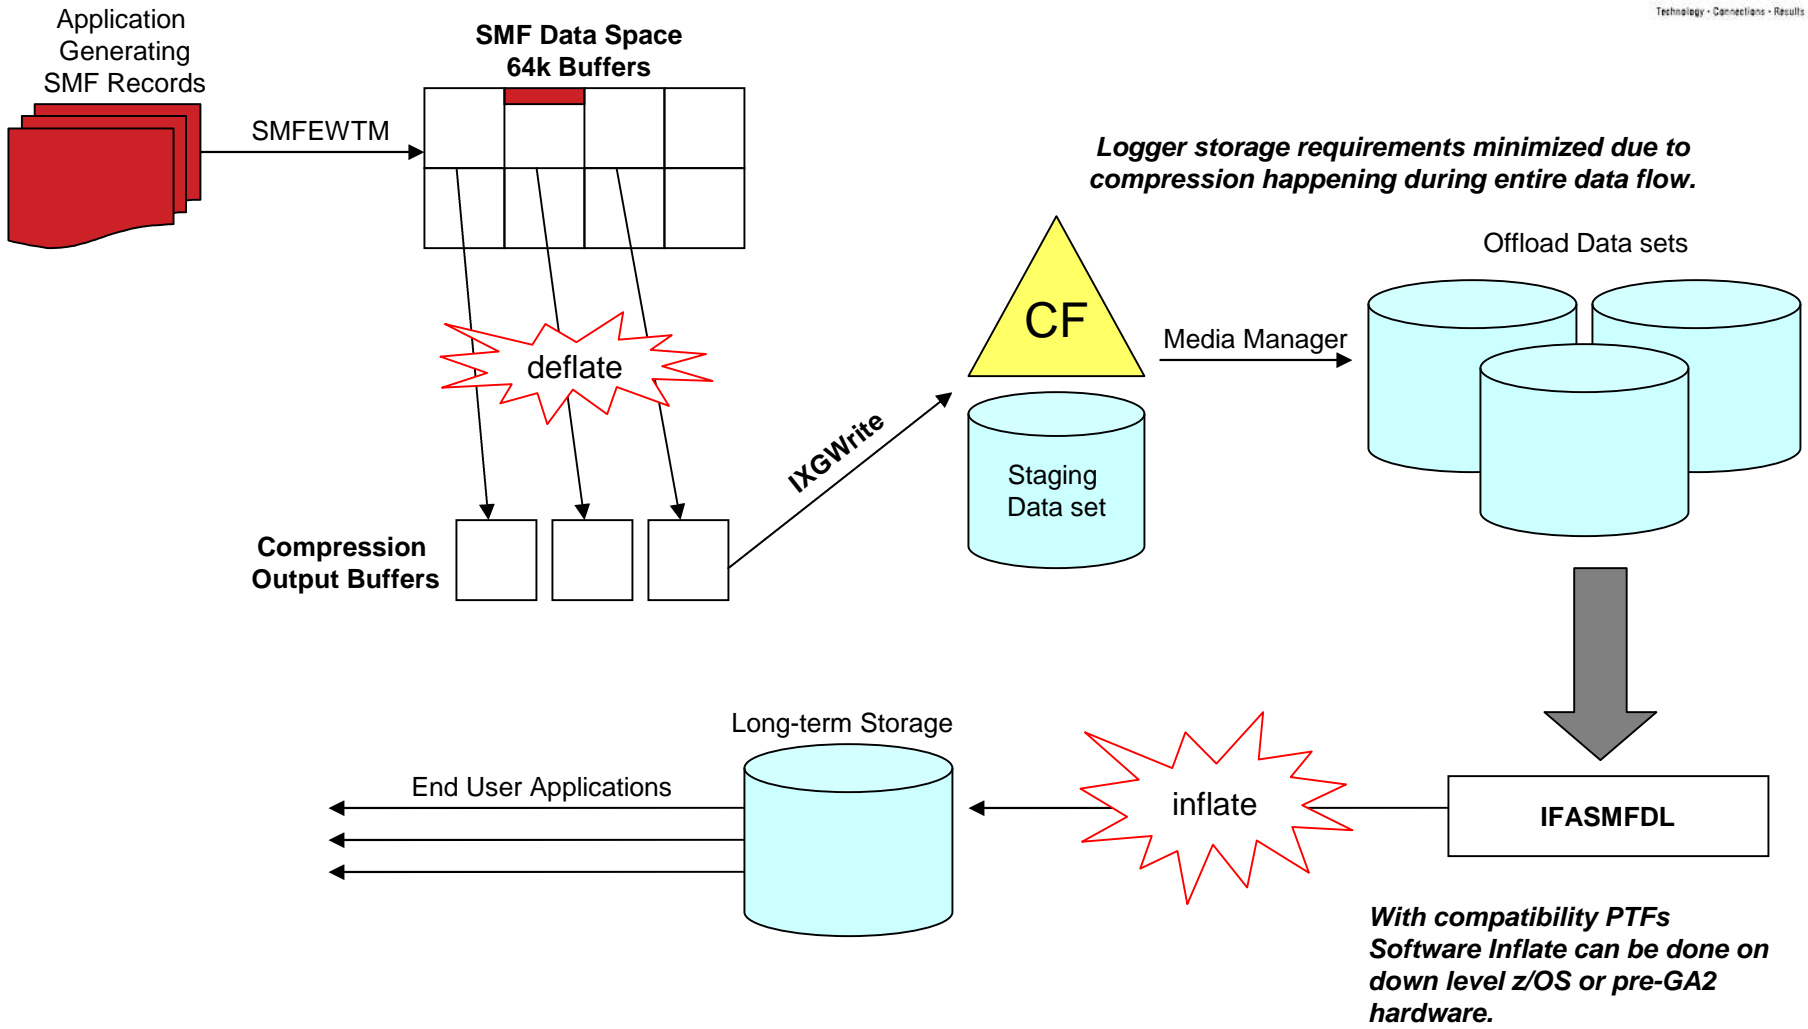 Technology • Connections • Results
Application
Generating
SMF Records
SMF Data Space
64k Buffers
SMFEWTM
Logger storage requirements minimized due to
compression happening during entire data flow.
Offload Data sets
CF
Media Manager
deflate
IXGWrite
Staging
Data set
Compression
Output Buffers
Long-term Storage
End User Applications
inflate
IFASMFDL
With compatibility PTFs
Software Inflate can be done on
down level z/OS or pre-GA2
hardware.